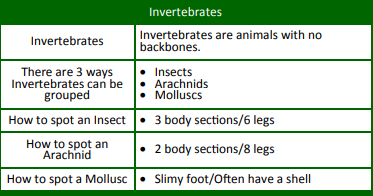 Invertebrates
Invertebrates
Invertebrates are animals with no
backbones.
There are 3 ways
Invertebrates can be
grouped
• Insects
• Arachnids
• Molluscs
How to spot an Insect
• 3 body sections/6 legs
How to spot an
Arachnid
• 2 body sections/8 legs
How to spot a Mollusc
• Slimy foot/Often have a shell